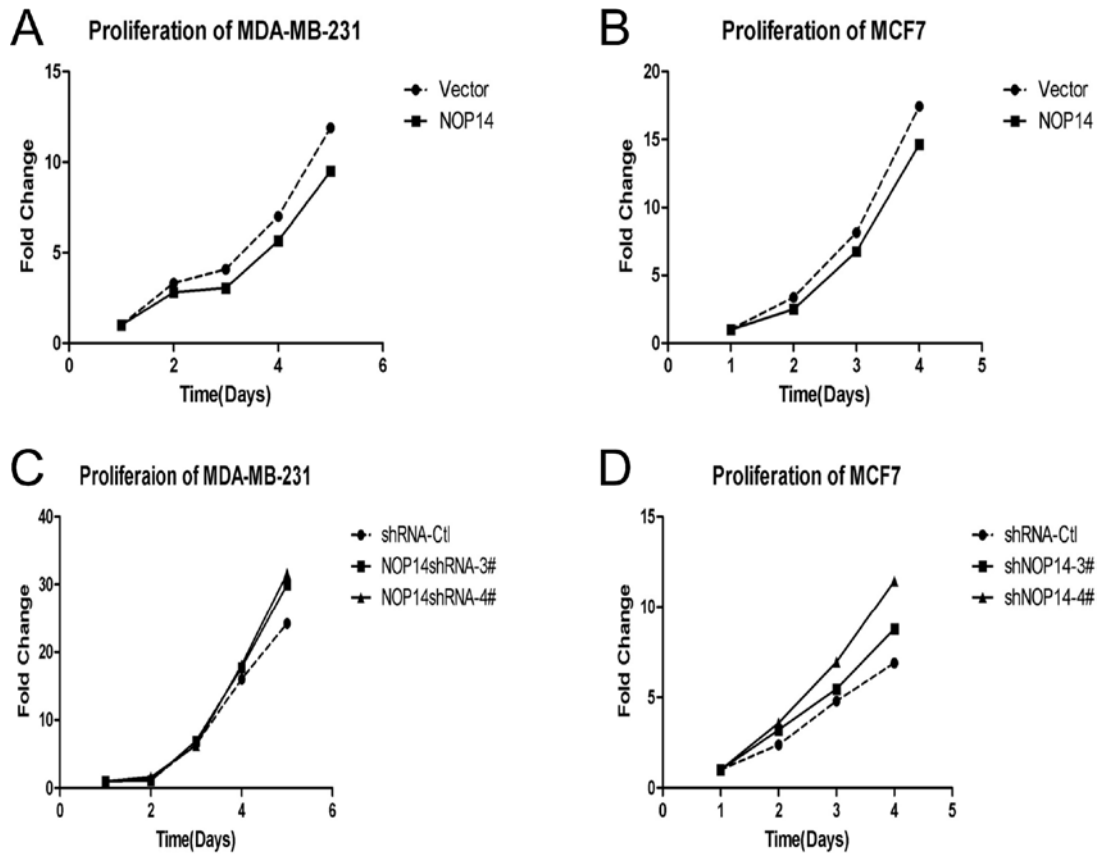 A
Proliferation of MDA-MB-231
Vector
NOP14
Fold Change
15
10
5
0
0 2 4 6
Time(Days)
B
Proliferation of MCF7
Vector
NOP14
Fold Change
20
15
10
5
0
0 1 2 3 4 5
Time(Days)
C
Proliferaion of MDA-MB-231
shRNA-Ctl
NOP14shRNA-3#
NOP14shRNA-4#
Fold Change
40
30
20
10
0
0 2 4 6
Time(Days)
D
Proliferation of MCF7
shRNA-Ctl
shNOP14-3#
shNOP14-4#
Fold Change
15
10
5
0
0 1 2 3 4 5
Time(Days)